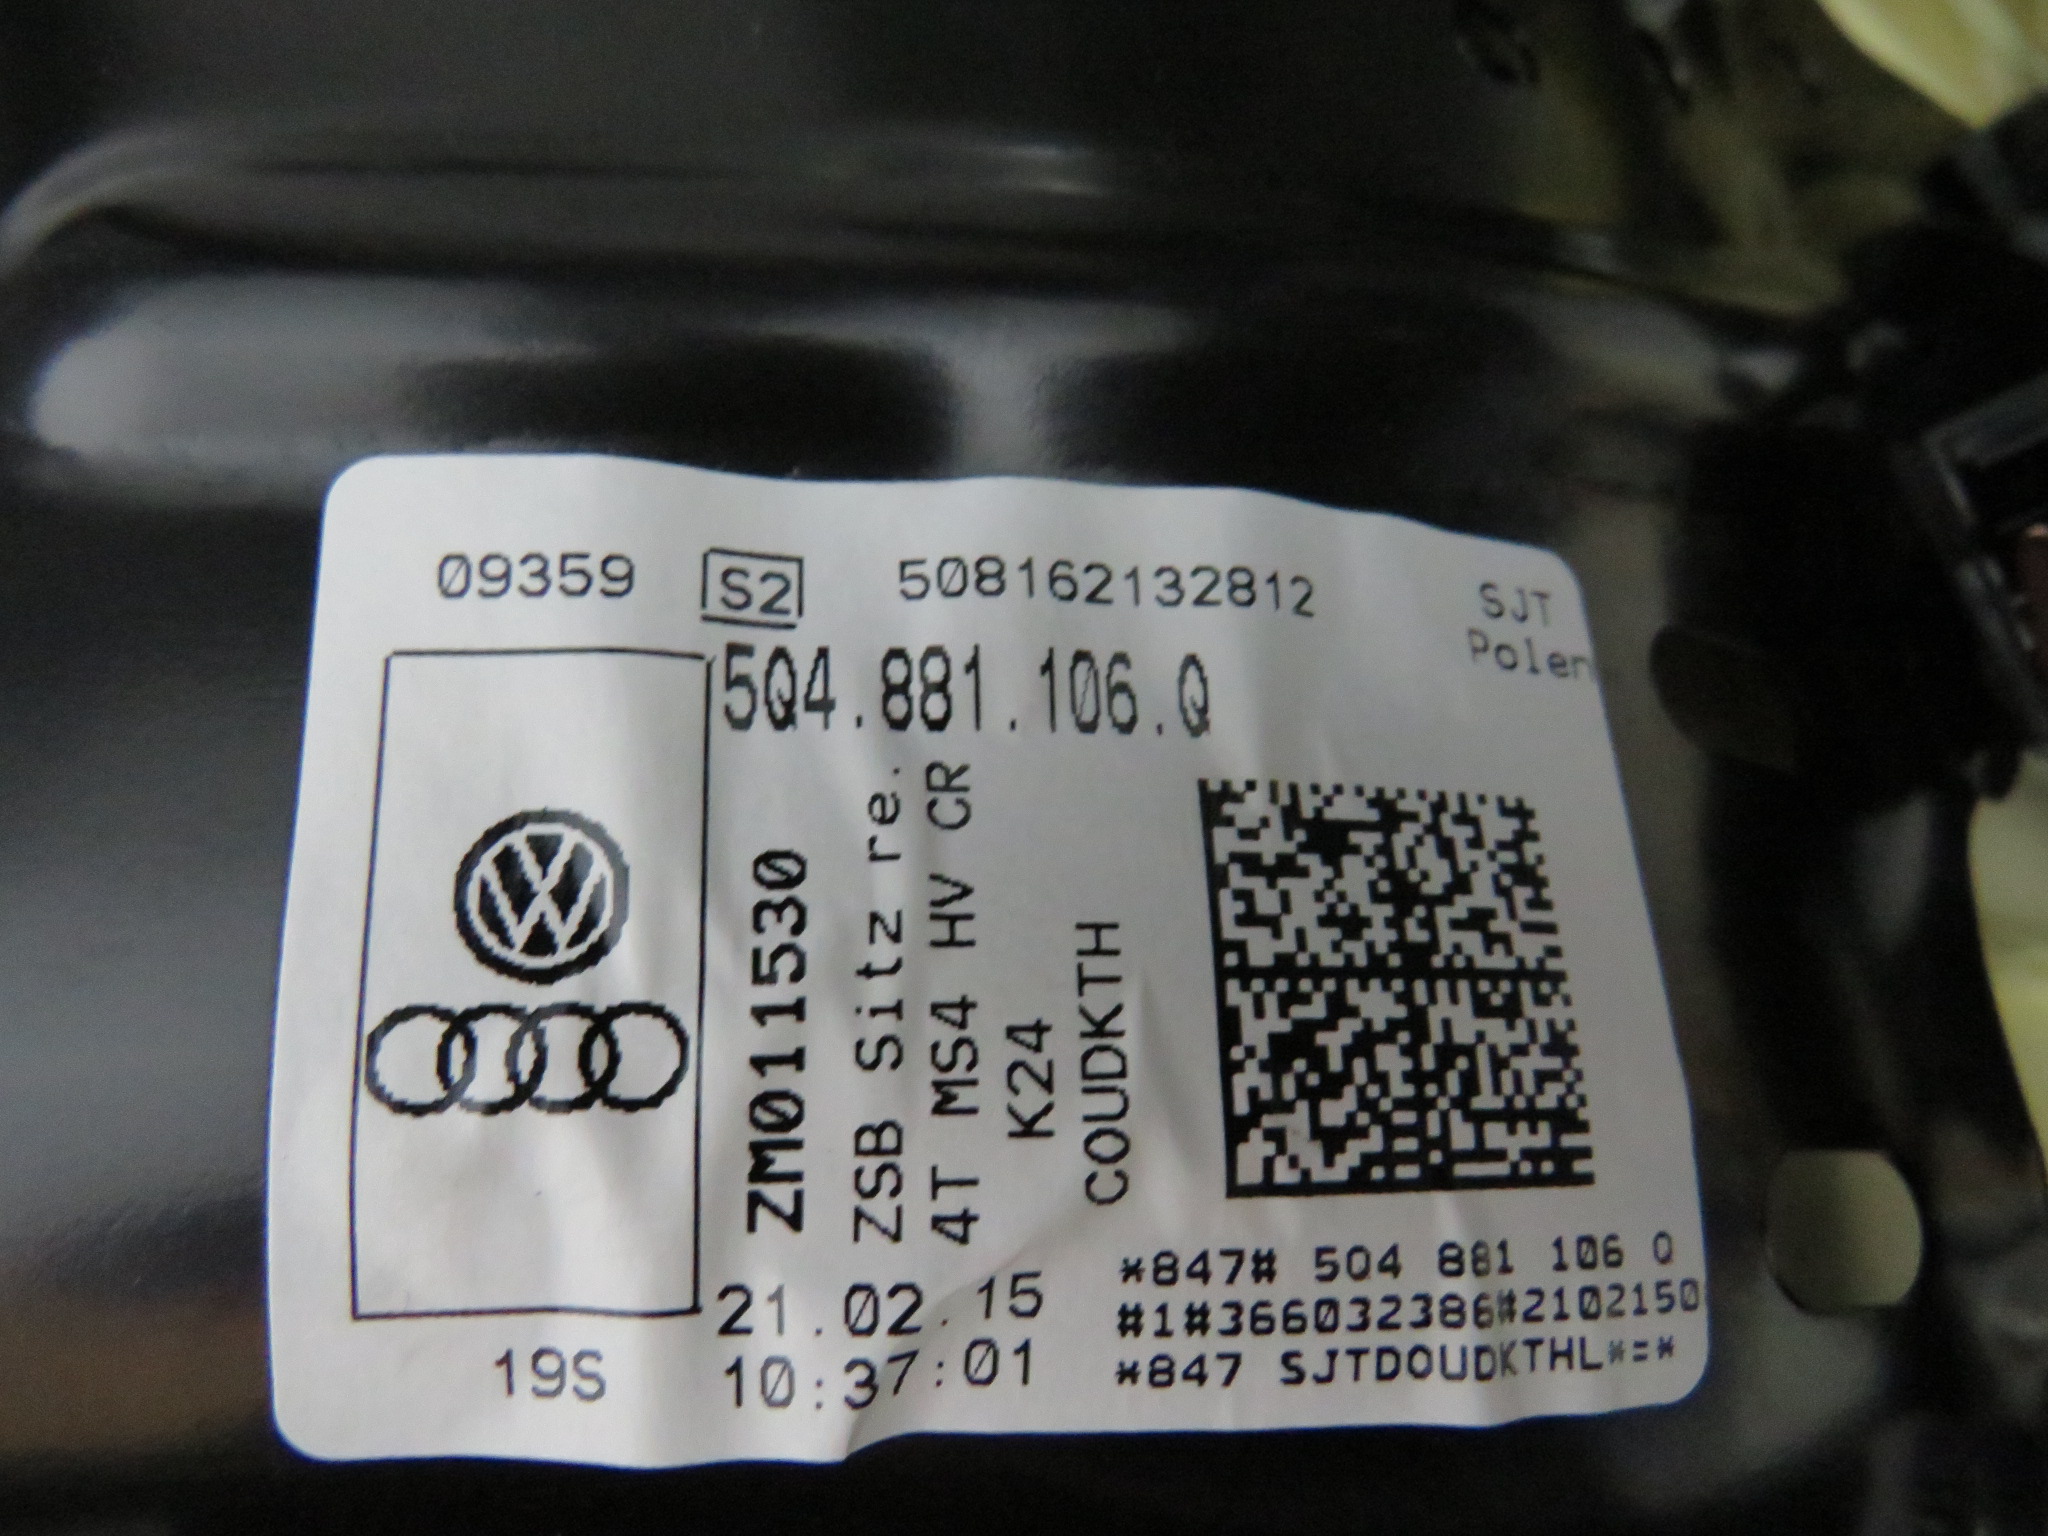 09359 S2 508162132812
SJT
Polen
5Q4.881.106.Q
ZM011530
ZSB Sitz re.
4T MS4 HV CR
K24
COUDKTH
21.02.15
10:37:01
19S
*847# 5Q4 881 106 Q
#1#366032386#2102150
*847 SJTDOUDKTHL*=*